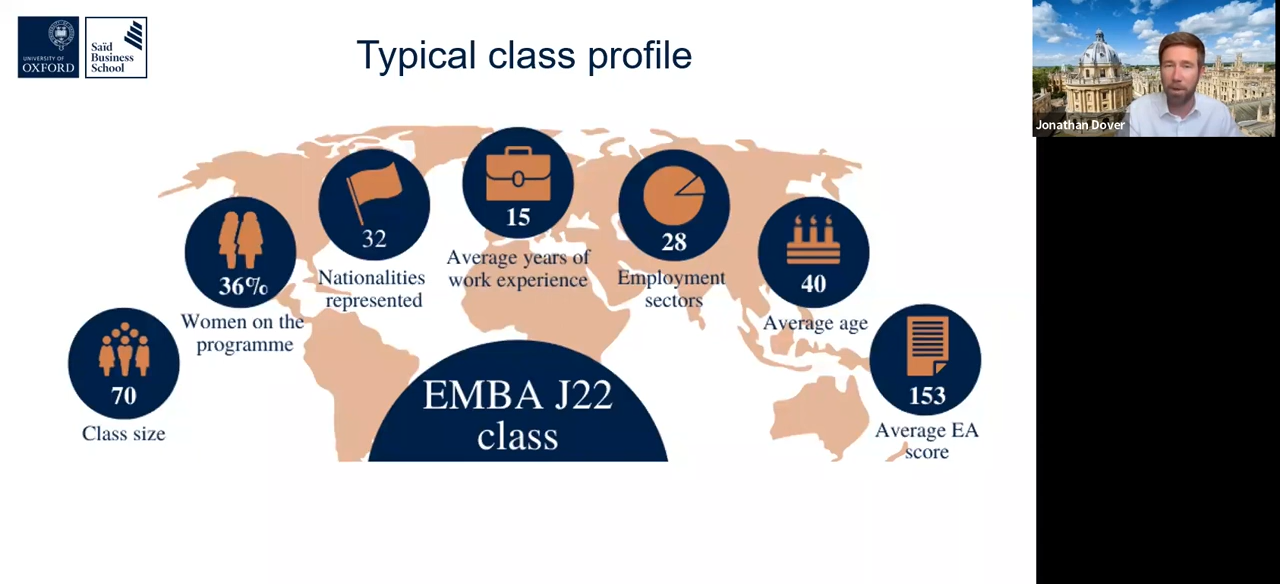 UNIVERSITY OF
OXFORD
Saïd
Business
School
Typical class profile
Jonathan Dover
70
Class size
36%
Women on the
programme
32
Nationalities
represented
15
Average years of
work experience
28
Employment
sectors
40
Average age
153
Average EA
score
EMBA J22
class